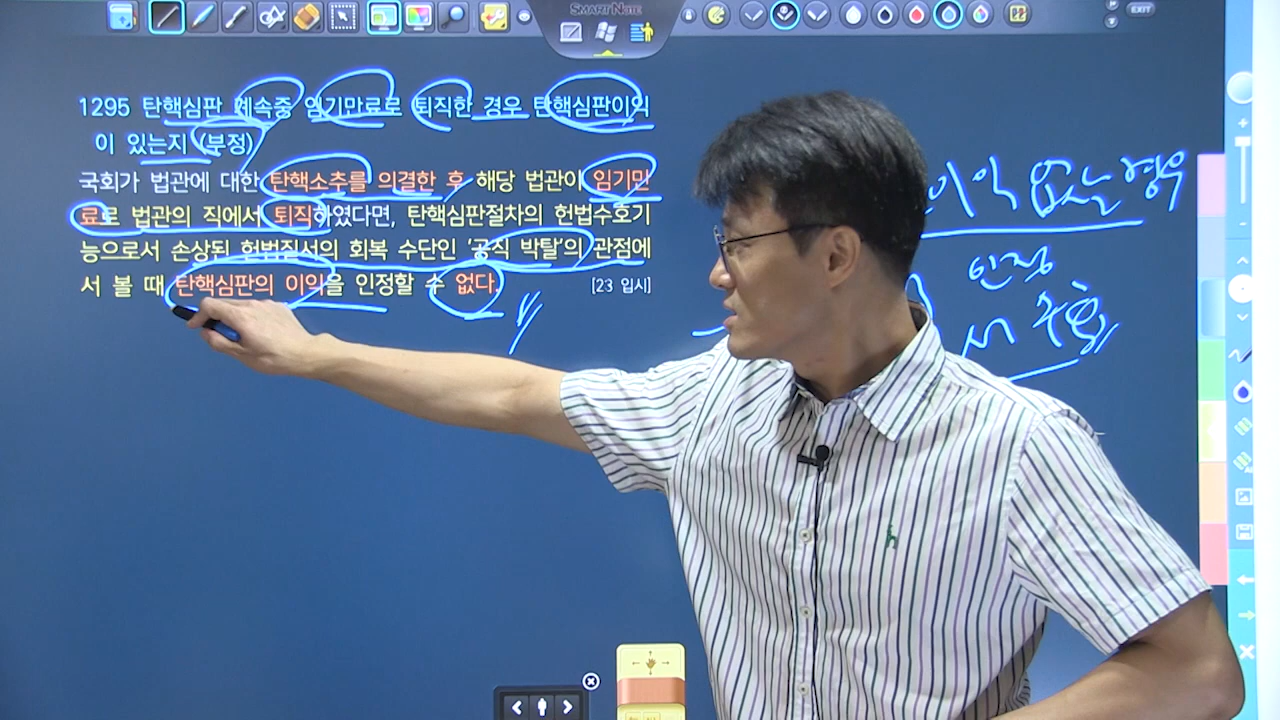 SMART NOTE
EXIT
1295 탄핵심판 계속중 임기만료로 퇴직한 경우 탄핵심판이익
이 있는지 (부정)
국회가 법관에 대한 탄핵소추를 의결한 후 해당 법관이 임기만
료로 법관의 직에서 퇴직하였다면, 탄핵심판절차의 헌법수호기
능으로서 손상된 헌법질서의 회복 수단인 '공직 박탈'의 관점에
서 볼 때 탄핵심판의 이익을 인정할 수 없다.
[23 입시]
이익 없는 경우
인정
수호